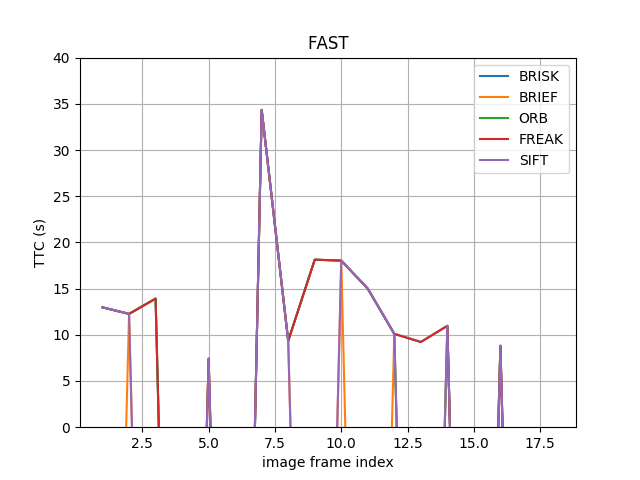 FAST
40
35
30
25
20
15
10
5
0
TTC (s)
BRISK
BRIEF
ORB
FREAK
SIFT
2.5 5.0 7.5 10.0 12.5 15.0 17.5
image frame index